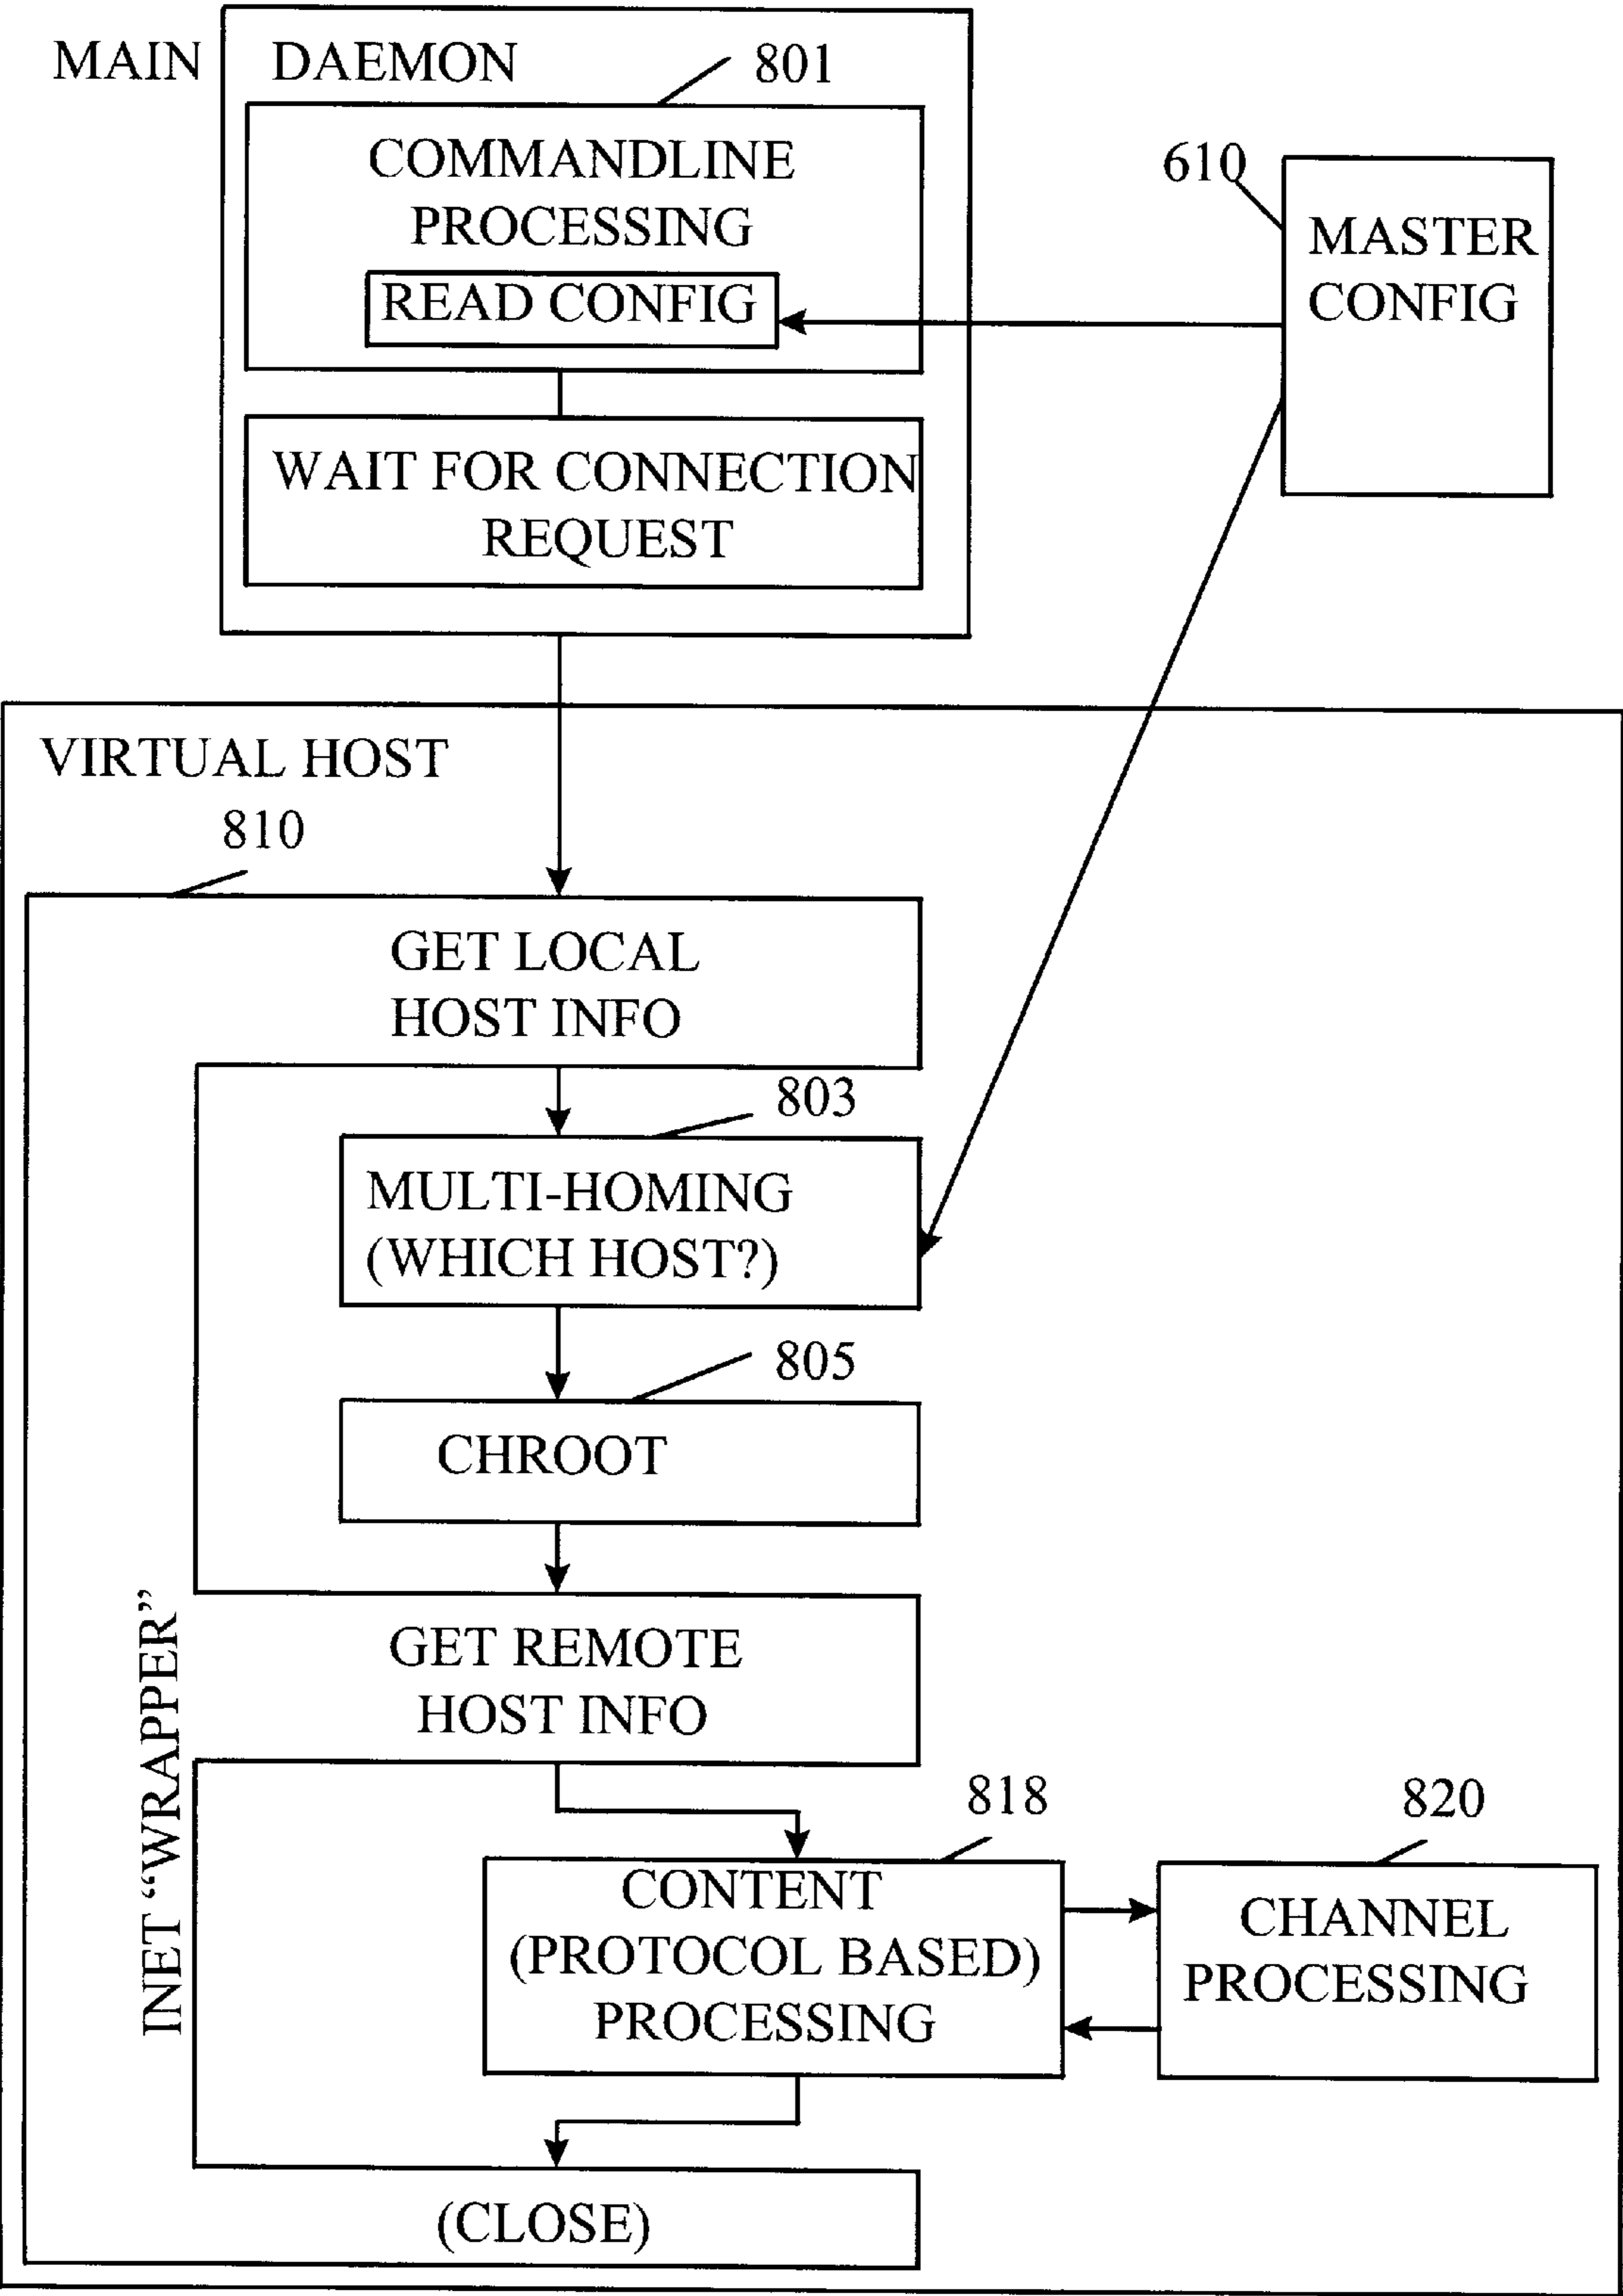 MAIN DAEMON
801
COMMANDLINE
PROCESSING
READ CONFIG
610
MASTER
CONFIG
WAIT FOR CONNECTION
REQUEST
VIRTUAL HOST
810
GET LOCAL
HOST INFO
803
MULTI-HOMING
(WHICH HOST?)
805
CHROOT
INET “WRAPPER”
GET REMOTE
HOST INFO
818
CONTENT
(PROTOCOL BASED)
PROCESSING
820
CHANNEL
PROCESSING
(CLOSE)